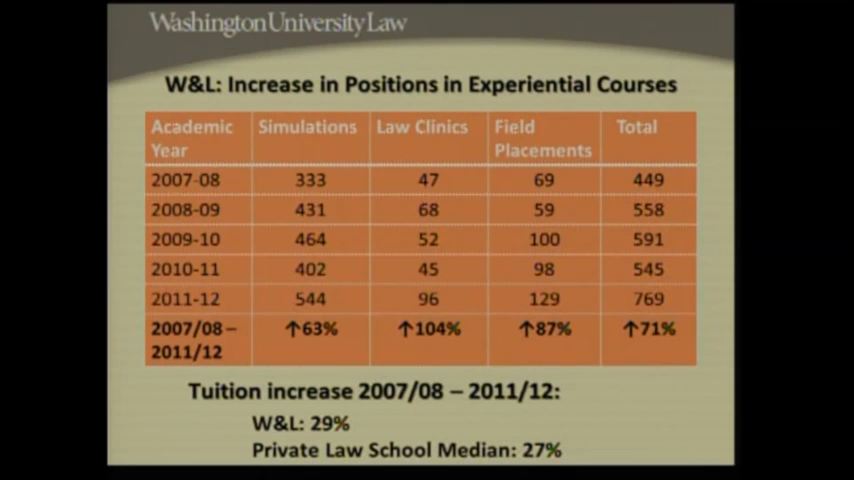 WashingtonUniversityLaw
W&L: Increase in Positions in Experiential Courses
Academic Year Simulations Law Clinics Field Placements Total
2007-08 333 47 69 449
2008-09 431 68 59 558
2009-10 464 52 100 591
2010-11 402 45 98 545
2011-12 544 96 129 769
2007/08 – 2011/12 ↑63% ↑104% ↑87% ↑71%
Tuition increase 2007/08 – 2011/12:
W&L: 29%
Private Law School Median: 27%